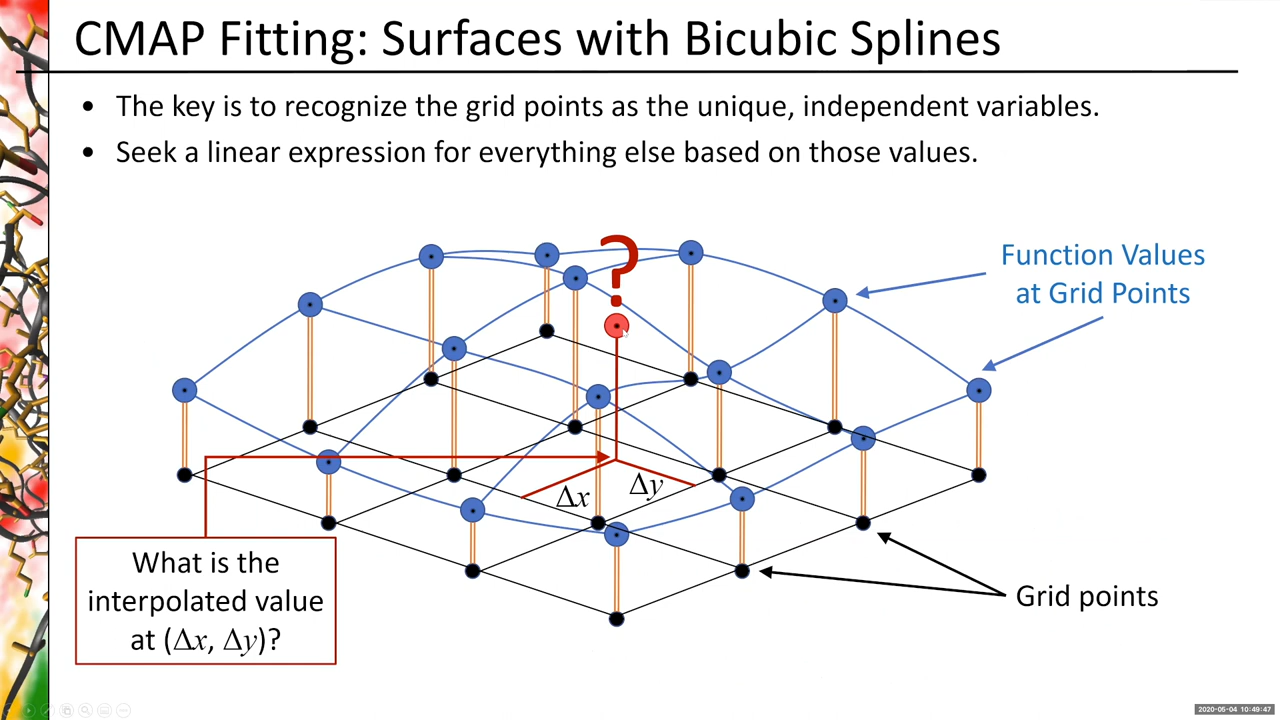 CMAP Fitting: Surfaces with Bicubic Splines
• The key is to recognize the grid points as the unique, independent variables.
• Seek a linear expression for everything else based on those values.
?
Function Values
at Grid Points
Δx
Δy
What is the
interpolated value
at (Δx, Δy)?
Grid points
2020-05-04 10:49:47